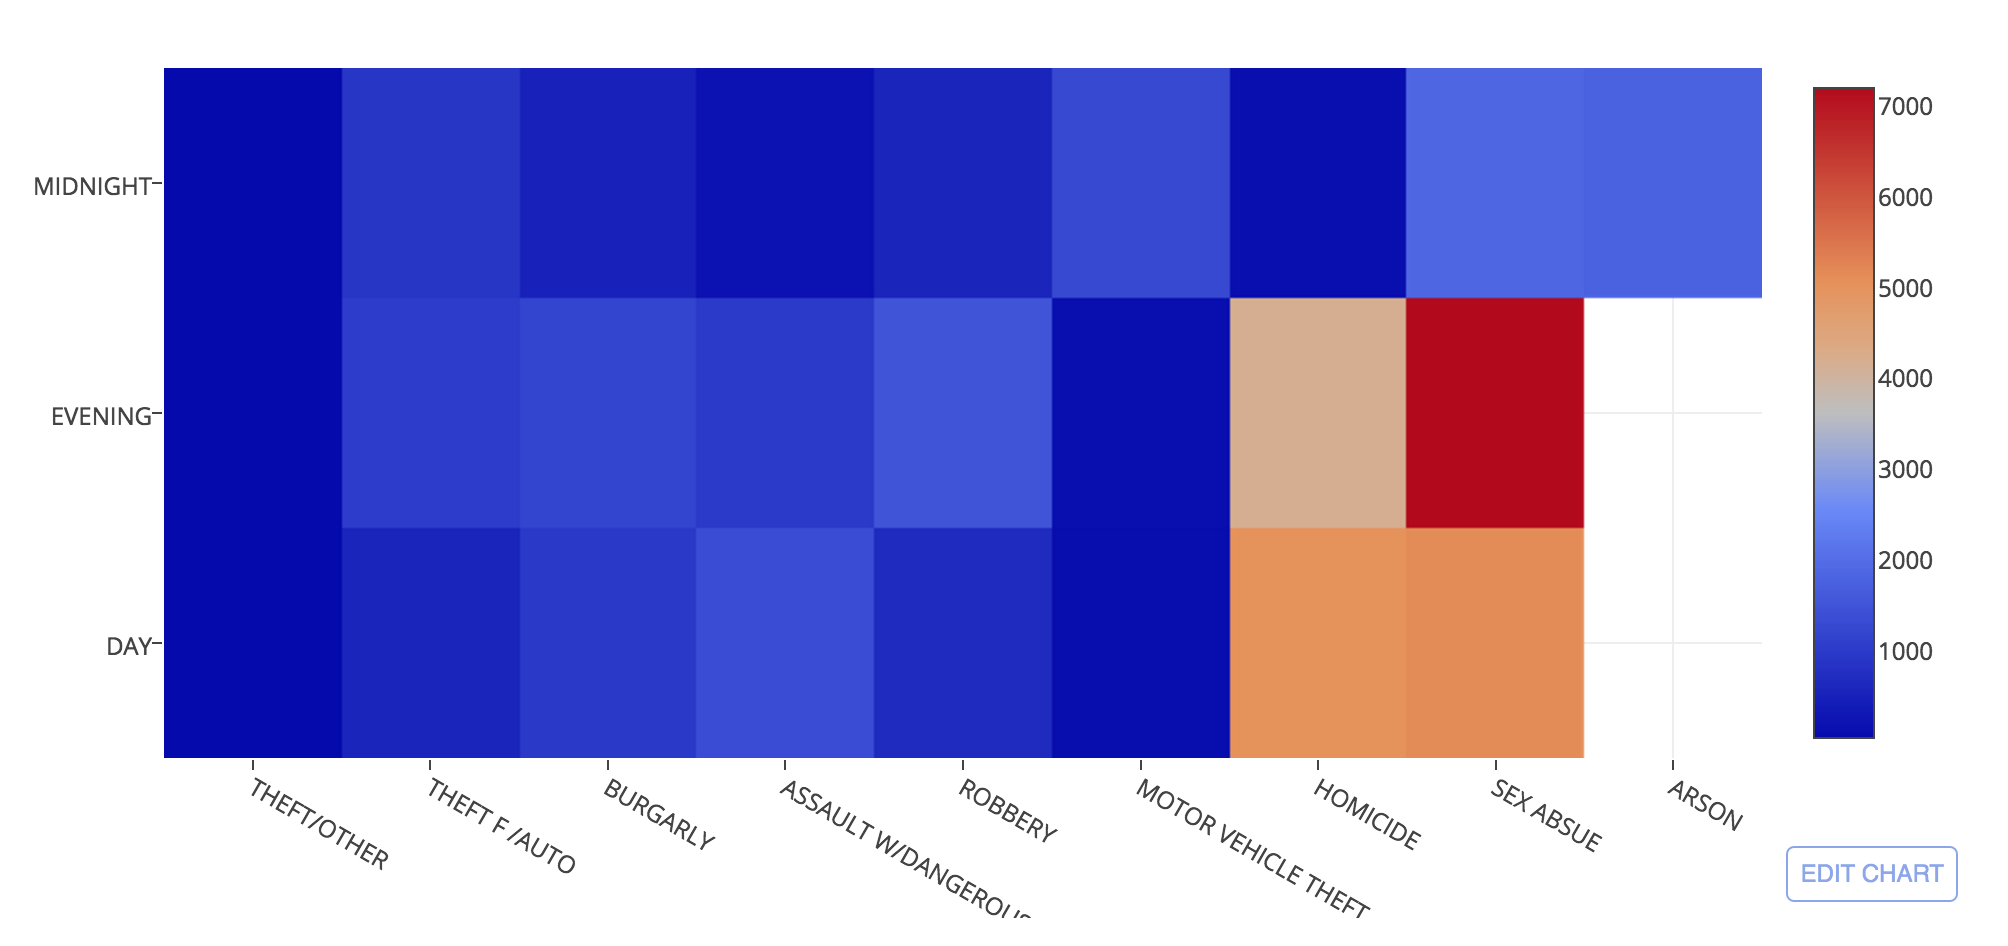 7000
MIDNIGHT
6000
5000
4000
EVENING
3000
2000
DAY
1000
THEFT/OTHER
THEFT F /AUTO
BURGARLY
ASSAULT W/DANGEROUS
ROBBERY
MOTOR VEHICLE THEFT
HOMICIDE
SEX ABSUE
ARSON
EDIT CHART